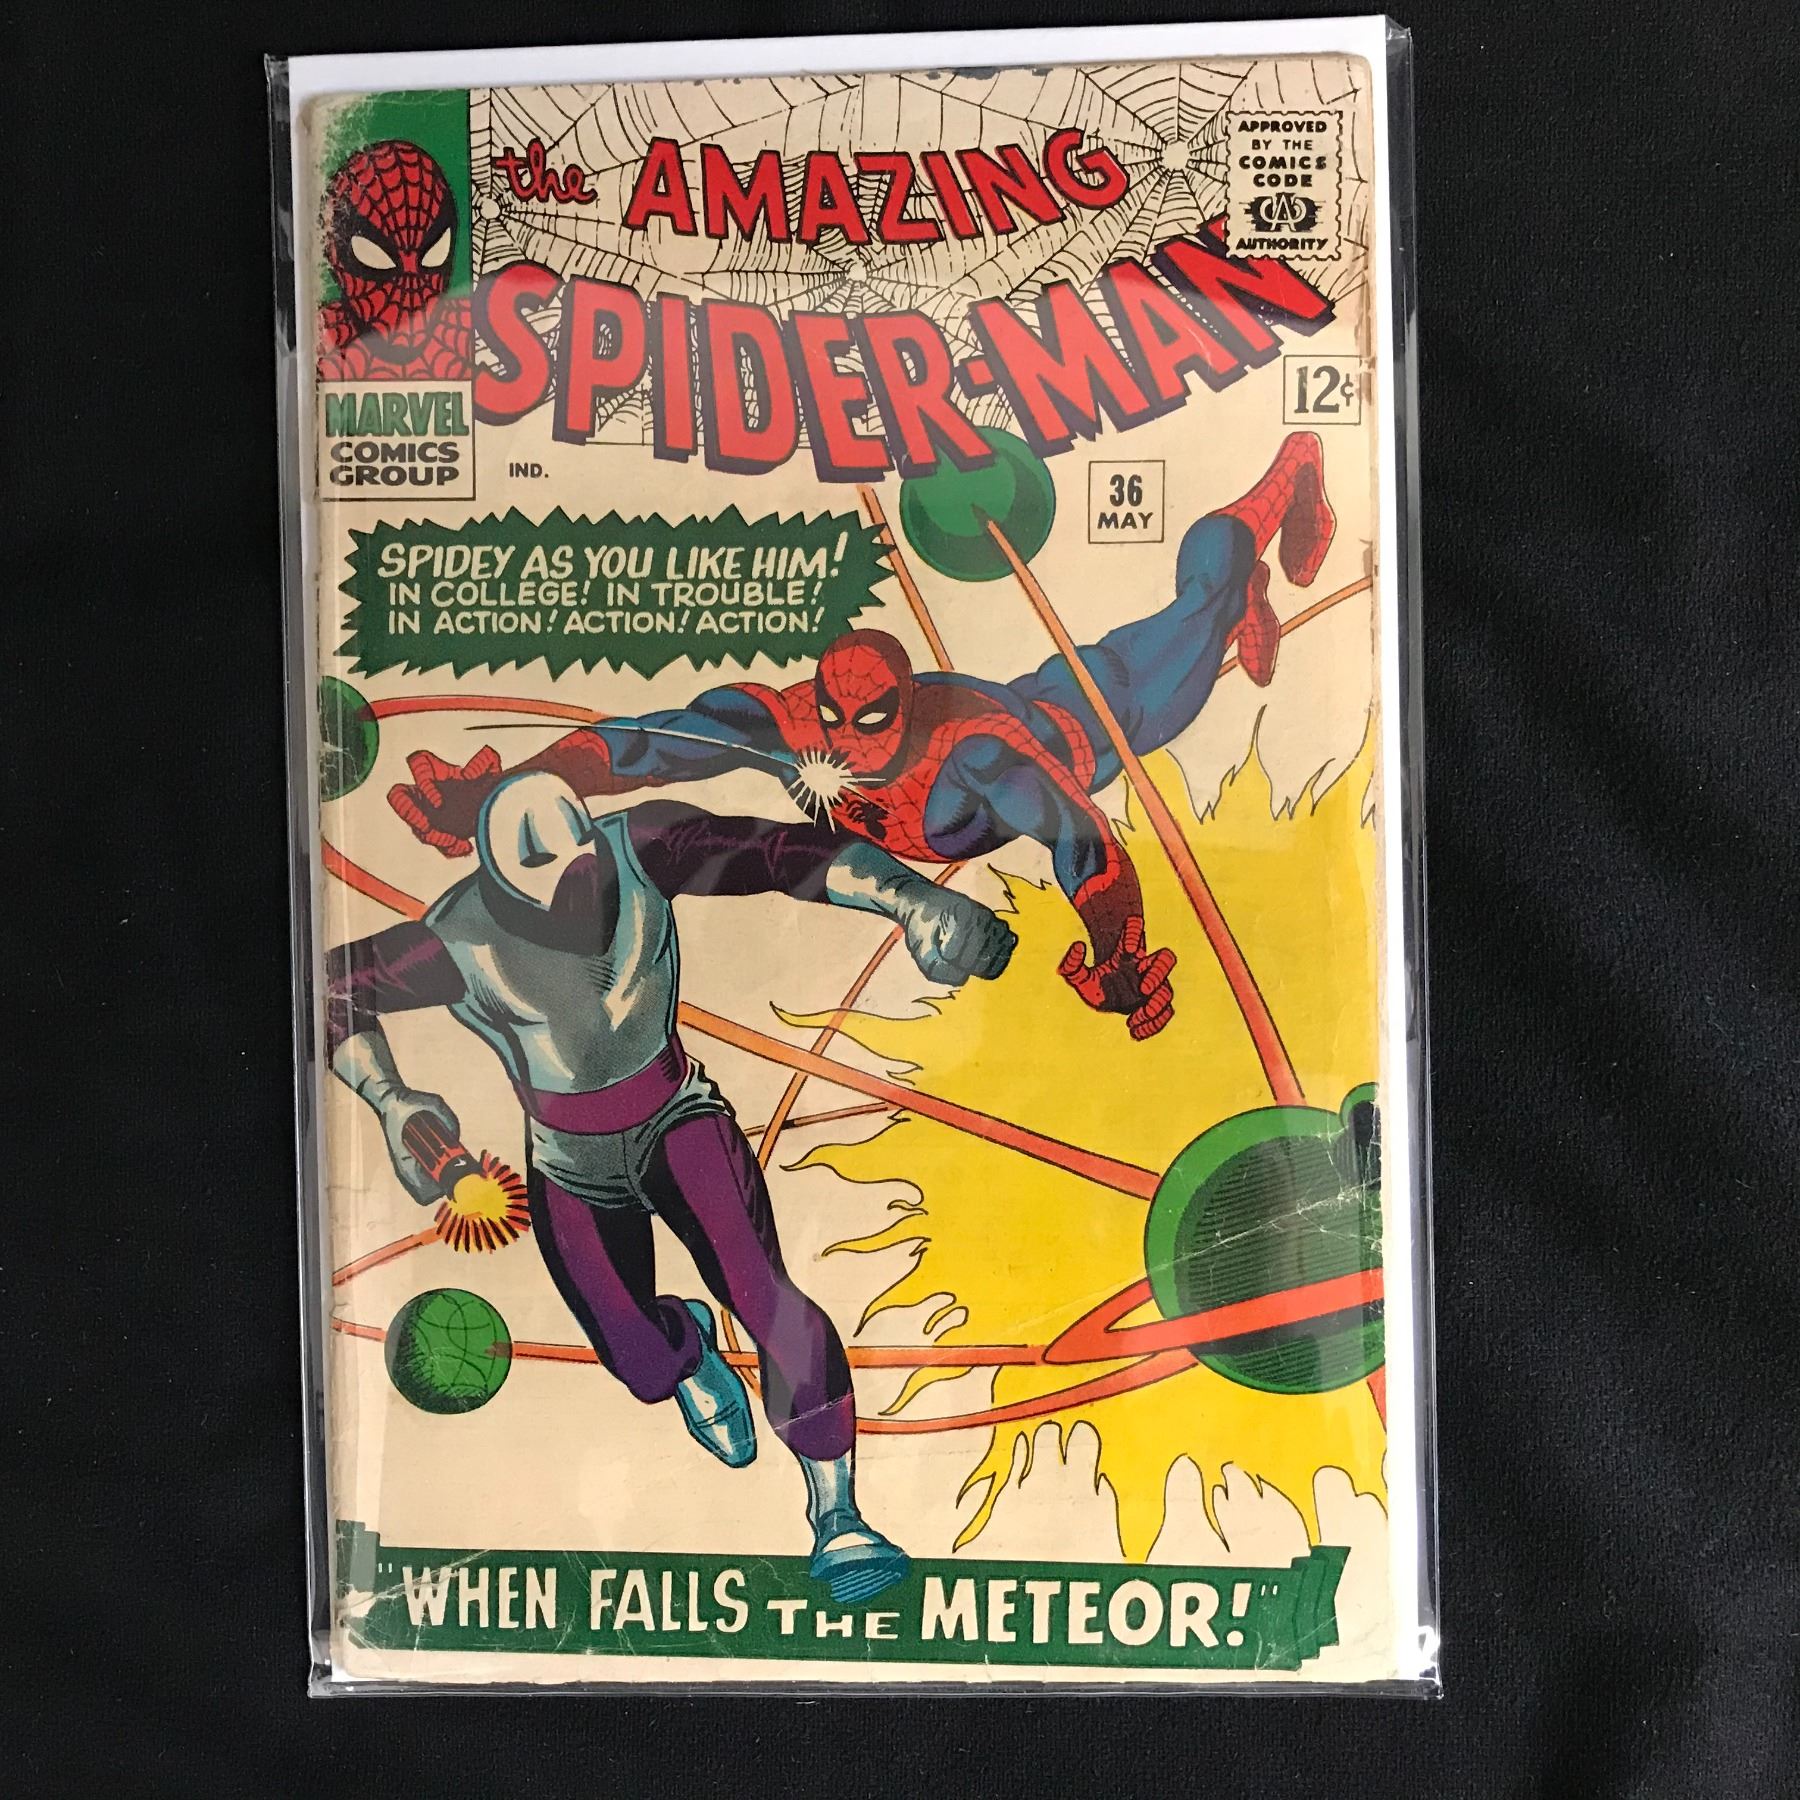 the AMAZING
SPIDER-MAN
APPROVED
BY THE
COMICS
CODE
CA
AUTHORITY
12¢
MARVEL
COMICS
GROUP
IND.
36
MAY
SPIDEY AS YOU LIKE HIM!
IN COLLEGE! IN TROUBLE!
IN ACTION! ACTION! ACTION!
"WHEN FALLS THE METEOR!"